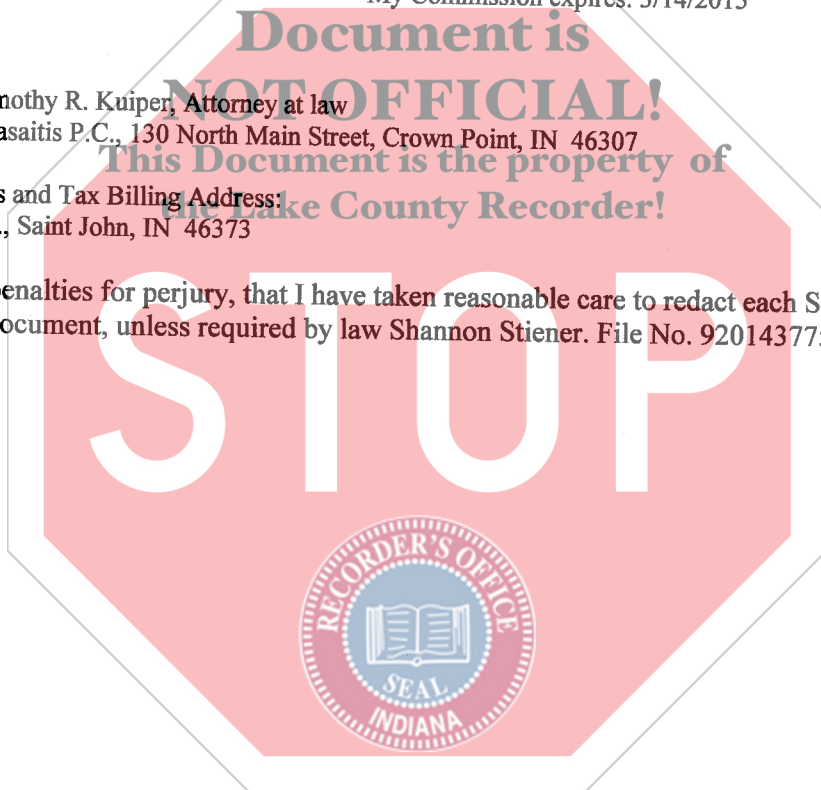 My Commission expires: 3/14/2015
Document is
NOT OFFICIAL!
mothy R. Kuiper, Attorney at law
asaitis P.C., 130 North Main Street, Crown Point, IN 46307
This Document is the property of
the Lake County Recorder!
s and Tax Billing Address:
., Saint John, IN 46373
enalties for perjury, that I have taken reasonable care to redact each S
ocument, unless required by law Shannon Stiener. File No. 92014377
STOP
RECORDER'S OFFICE
SEAL
INDIANA